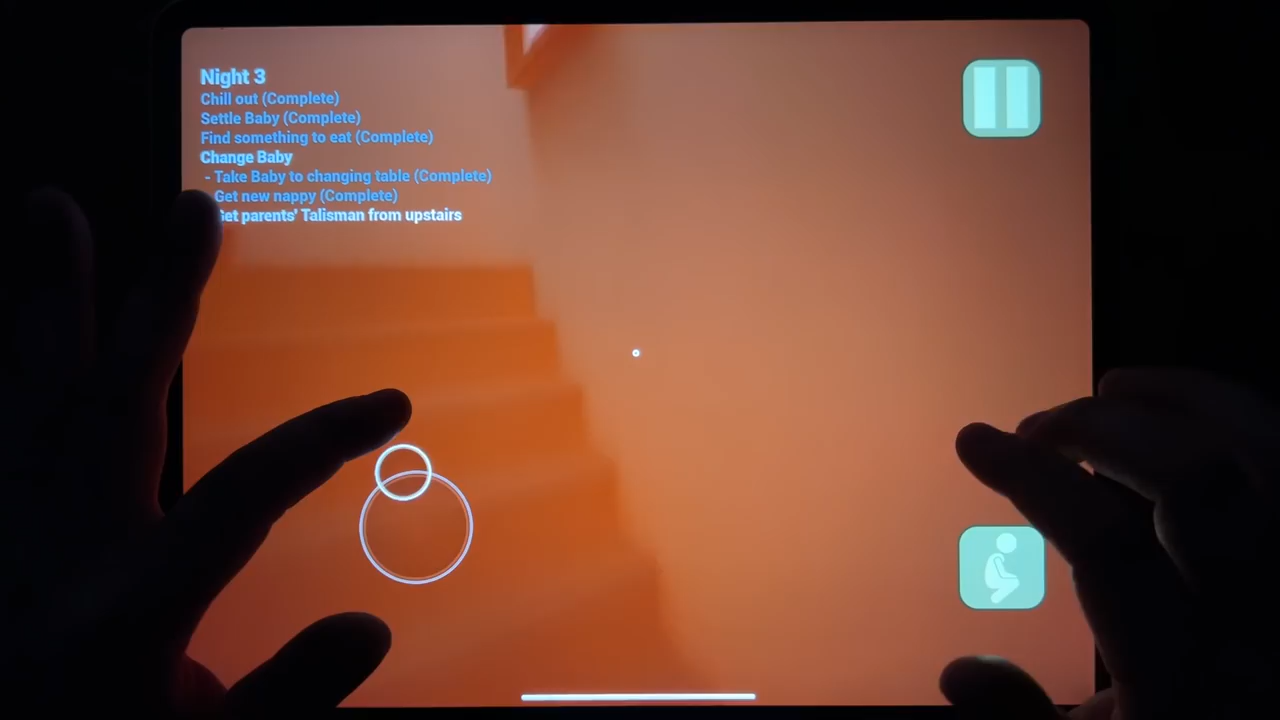 Night 3
Chill out (Complete)
Settle Baby (Complete)
Find something to eat (Complete)
Change Baby
- Take Baby to changing table (Complete)
Get new nappy (Complete)
Get parents' Talisman from upstairs